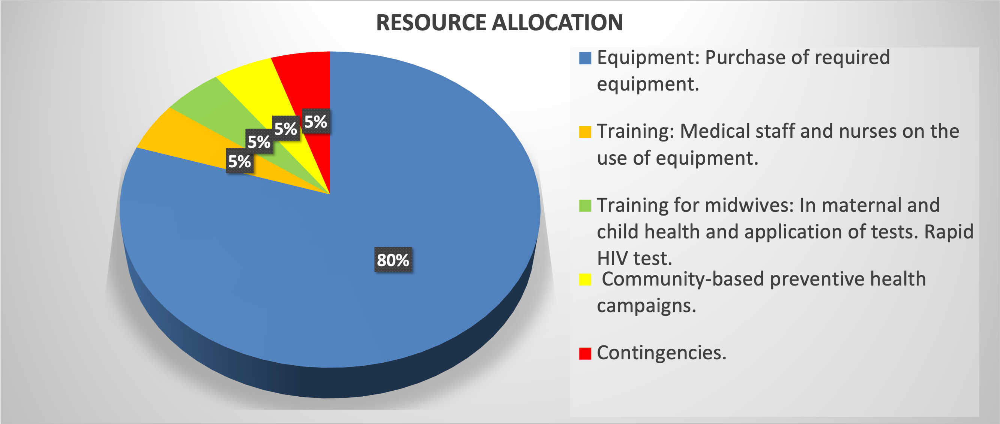 RESOURCE ALLOCATION
5%
5%
5%
5%
80%
Equipment: Purchase of required
equipment.
Training: Medical staff and nurses on the
use of equipment.
Training for midwives: In maternal and
child health and application of tests. Rapid
HIV test.
Community-based preventive health
campaigns.
Contingencies.